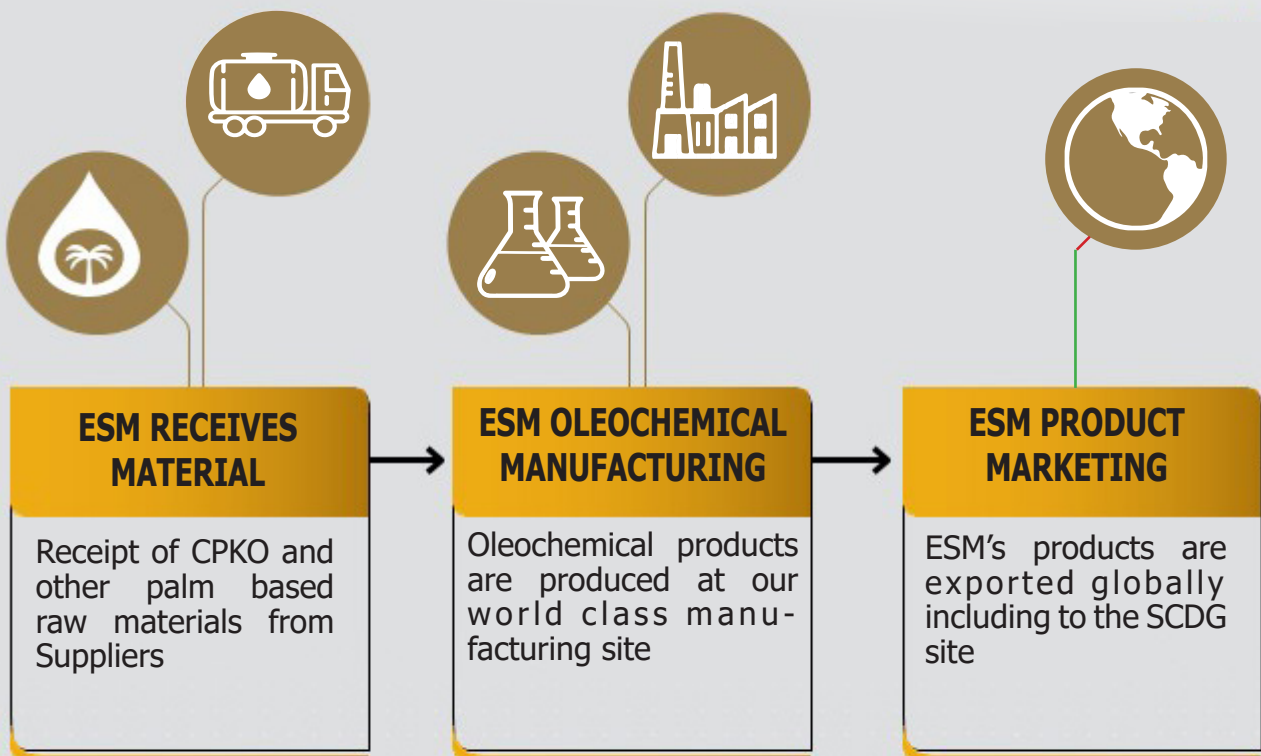 ESM RECEIVES
MATERIAL
Receipt of CPKO and
other palm based
raw materials from
Suppliers
ESM OLEOCHEMICAL
MANUFACTURING
Oleochemical products
are produced at our
world class manu-
facturing site
ESM PRODUCT
MARKETING
ESM’s products are
exported globally
including to the SCDG
site